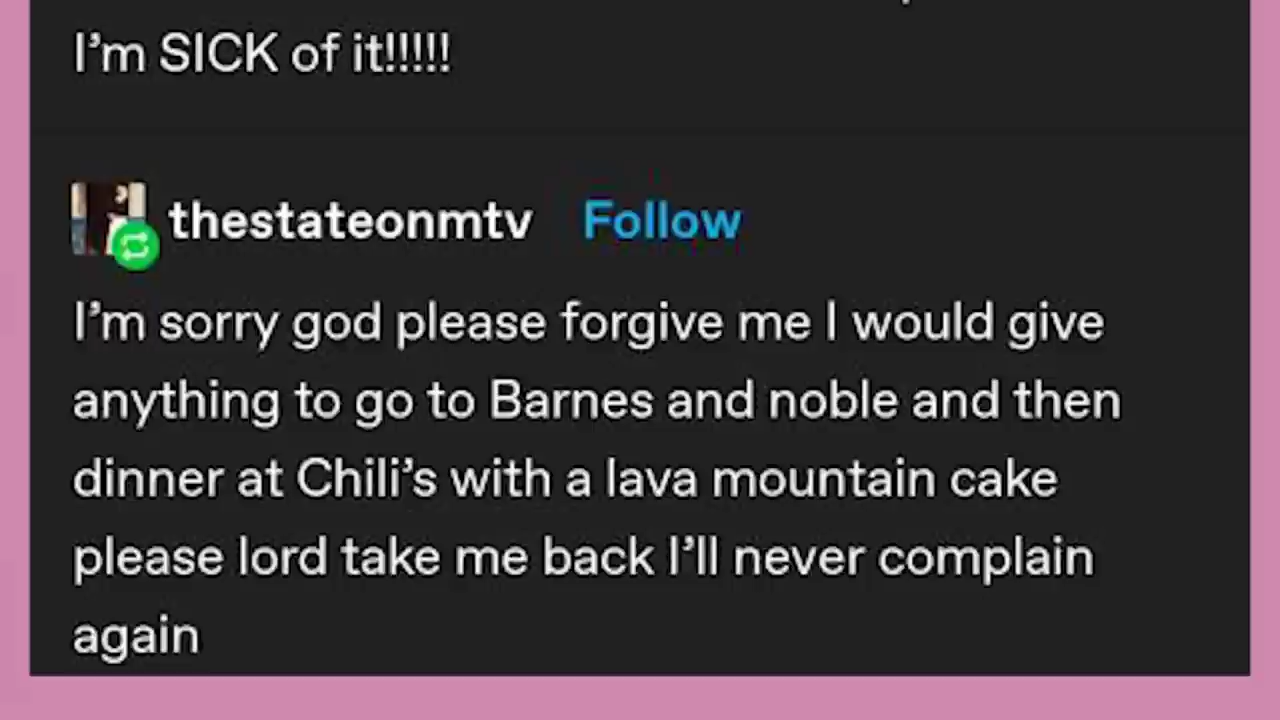 I'm SICK of it!!!!!
thestateonmtv Follow
I'm sorry god please forgive me I would give
anything to go to Barnes and noble and then
dinner at Chili's with a lava mountain cake
please lord take me back I'll never complain
again